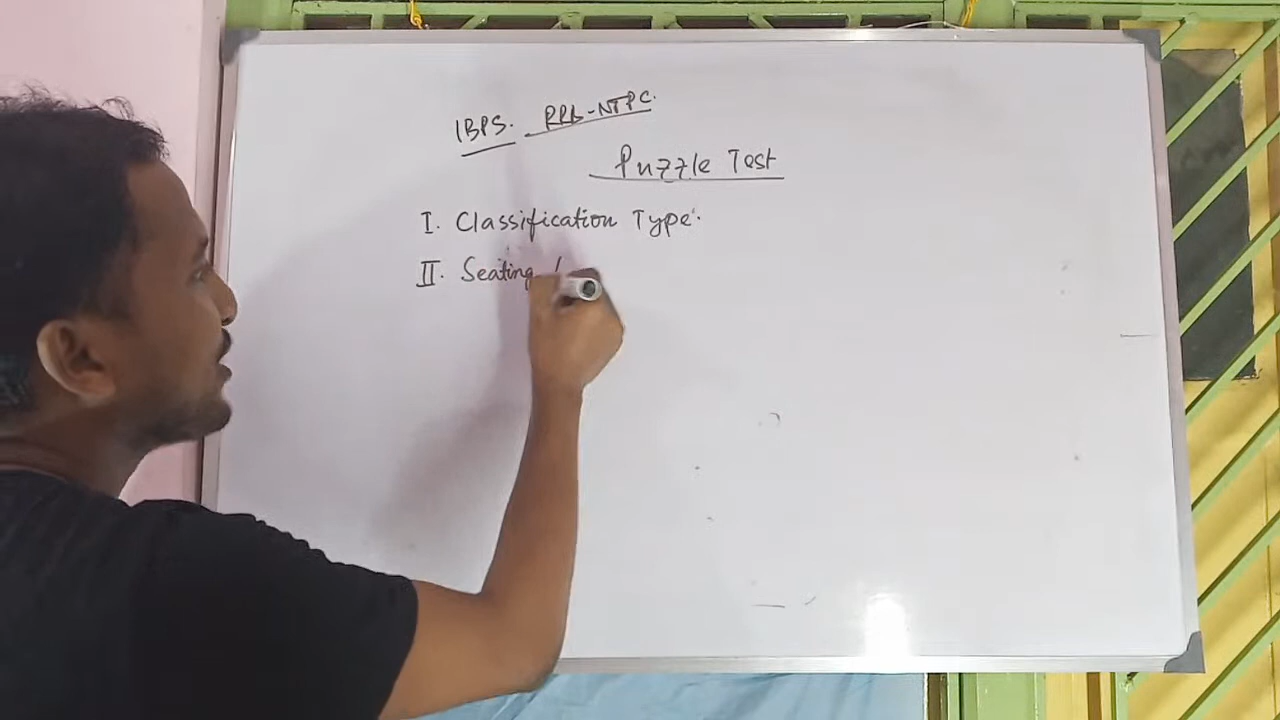 IBPS. RRB-NTPC.
Puzzle Test
I. Classification Type.
II. Seating